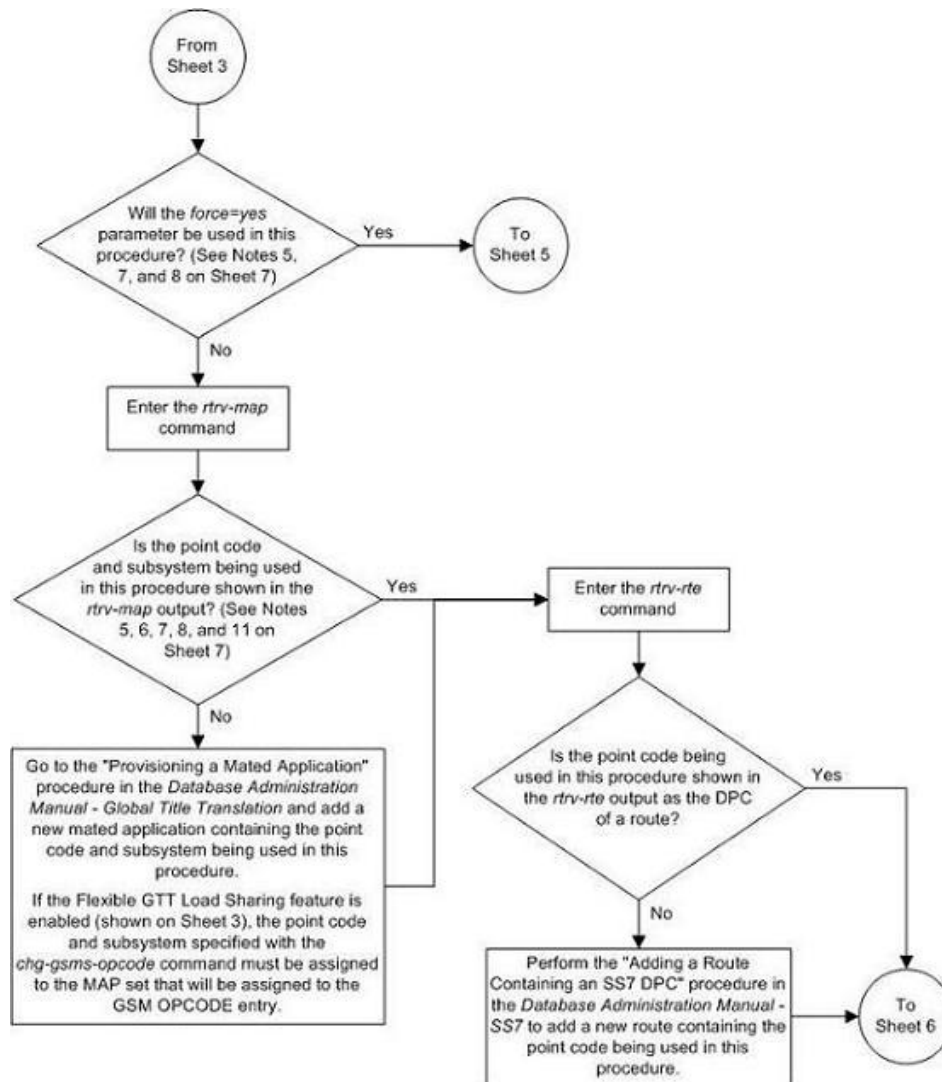 From
Sheet 3
Will the force=yes
parameter be used in this
procedure? (See Notes 5,
7, and 8 on Sheet 7)
Yes
To
Sheet 5
No
Enter the rtrv-map
command
Is the point code
and subsystem being used
in this procedure shown in the
rtrv-map output? (See Notes
5, 6, 7, 8, and 11 on
Sheet 7)
Yes
Enter the rtrv-rte
command
No
Go to the "Provisioning a Mated Application"
procedure in the Database Administration
Manual - Global Title Translation and add a
new mated application containing the point
code and subsystem being used in this
procedure.
If the Flexible GTT Load Sharing feature is
enabled (shown on Sheet 3), the point code
and subsystem specified with the
chg-gsms-opcode command must be assigned
to the MAP set that will be assigned to the
GSM OPCODE entry.
Is the point code being
used in this procedure shown in
the rtrv-rte output as the DPC
of a route?
Yes
No
Perform the "Adding a Route
Containing an SS7 DPC" procedure in
the Database Administration Manual -
SS7 to add a new route containing the
point code being used in this
procedure.
To
Sheet 6